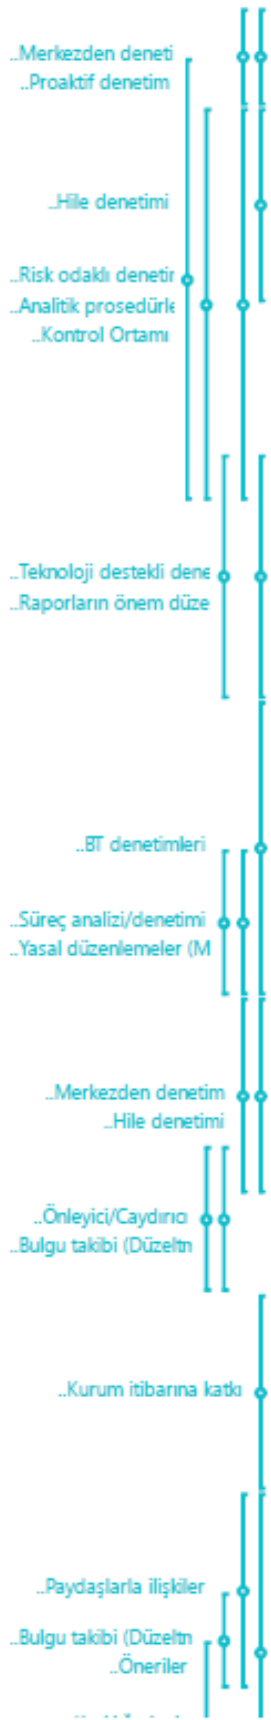 ..Merkezden deneti
..Proaktif denetim
..Hile denetimi
..Risk odaklı denetir
..Analitik prosedürle
..Kontrol Ortamı
..Teknoloji destekli dene
..Raporların önem düze
..BT denetimleri
..Süreç analizi/denetimi
..Yasal düzenlemeler (M
..Merkezden denetim
..Hile denetimi
..Önleyici/Caydırıcı
..Bulgu takibi (Düzeltn
..Kurum itibarına katkı
..Paydaşlarla ilişkiler
..Bulgu takibi (Düzeltn
..Öneriler